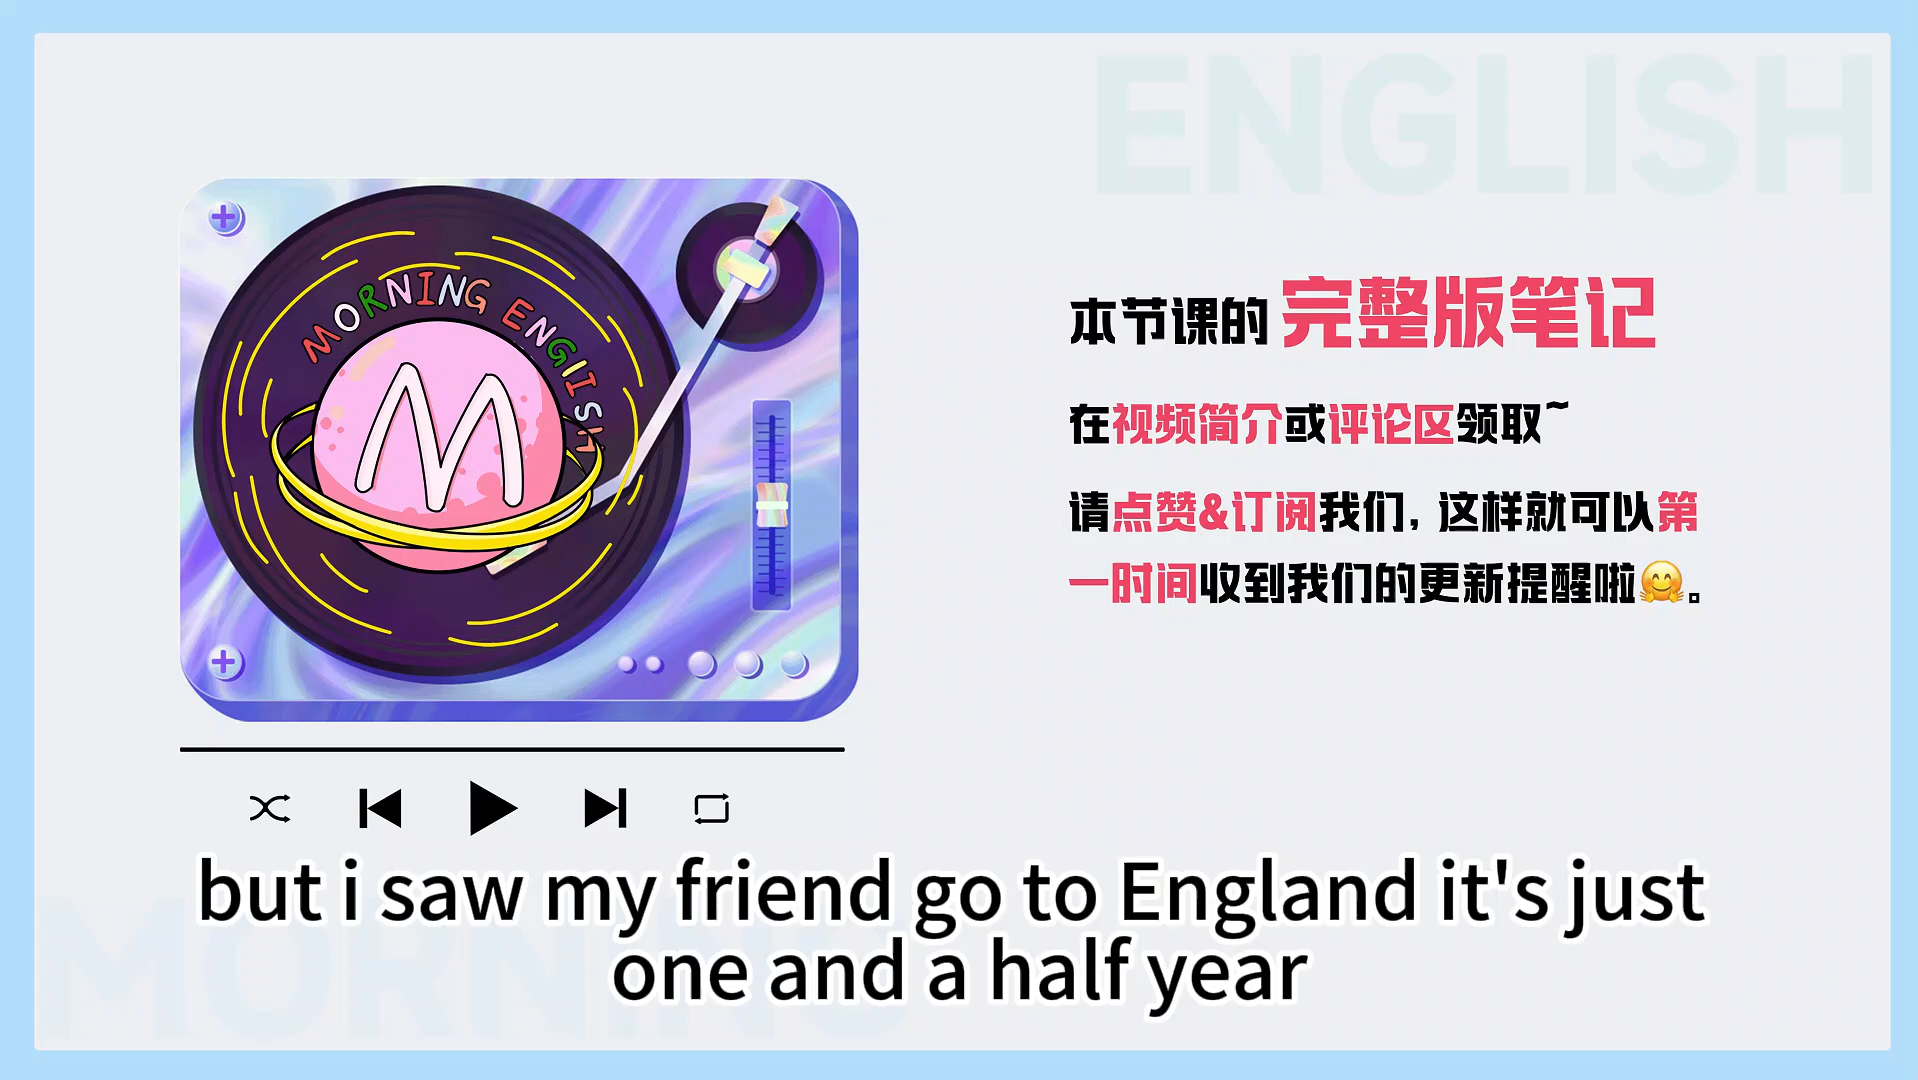 ENGLISH
MORNING ENGLISH
M
本节课的完整版笔记
在视频简介或评论区领取~
请点赞&订阅我们，这样就可以第
一时间收到我们的更新提醒啦🤗。
MORNING
but i saw my friend go to England it's just
one and a half year